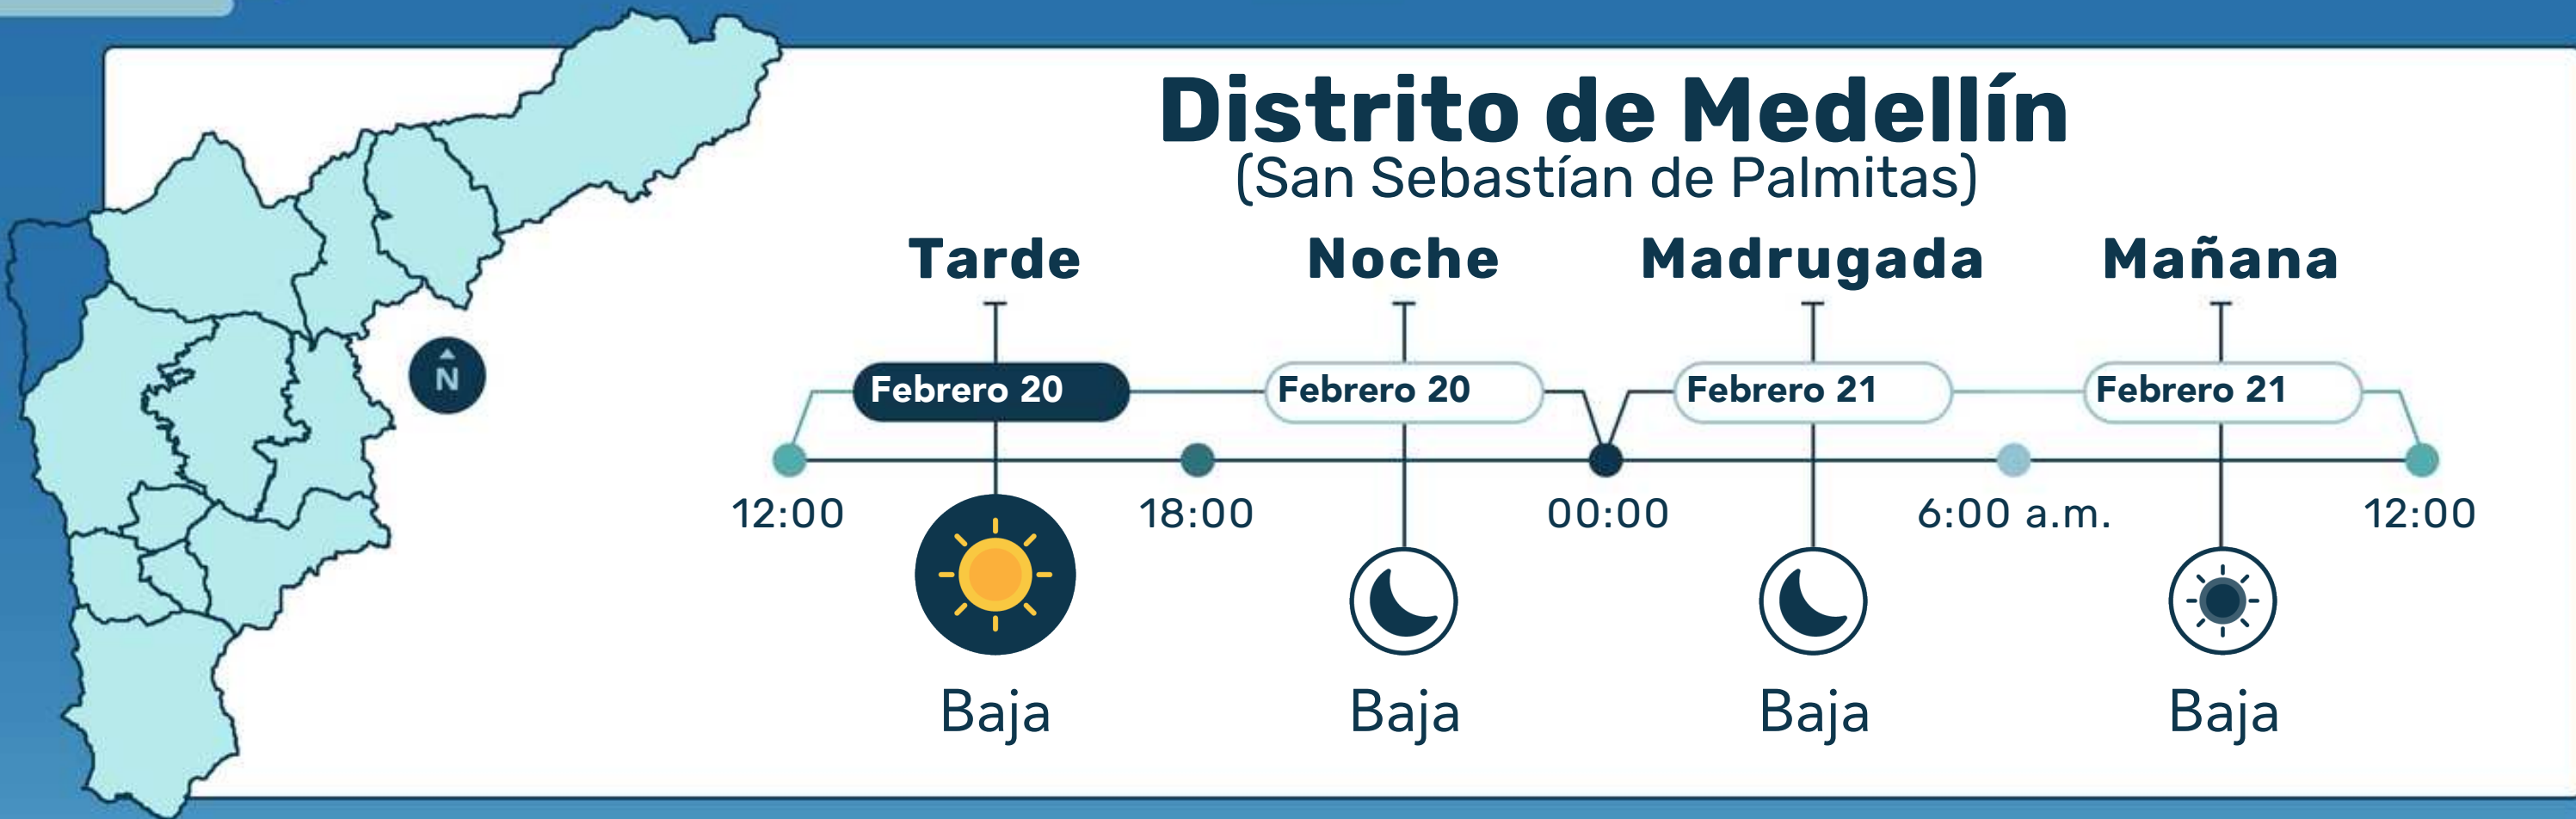 Distrito de Medellín
(San Sebastían de Palmitas)
Tarde Noche Madrugada Mañana
Febrero 20 Febrero 20 Febrero 21 Febrero 21
N
12:00 18:00 00:00 6:00 a.m. 12:00
Baja Baja Baja Baja